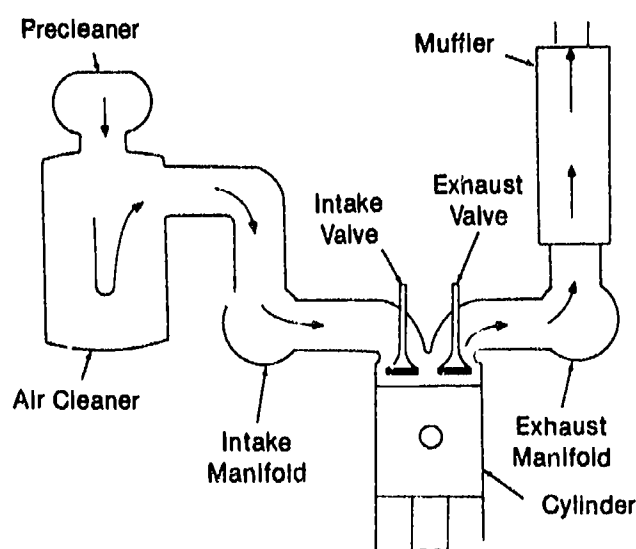 Precleaner
Muffler
Intake
Valve
Exhaust
Valve
Air Cleaner
Intake
Manifold
Exhaust
Manifold
Cylinder